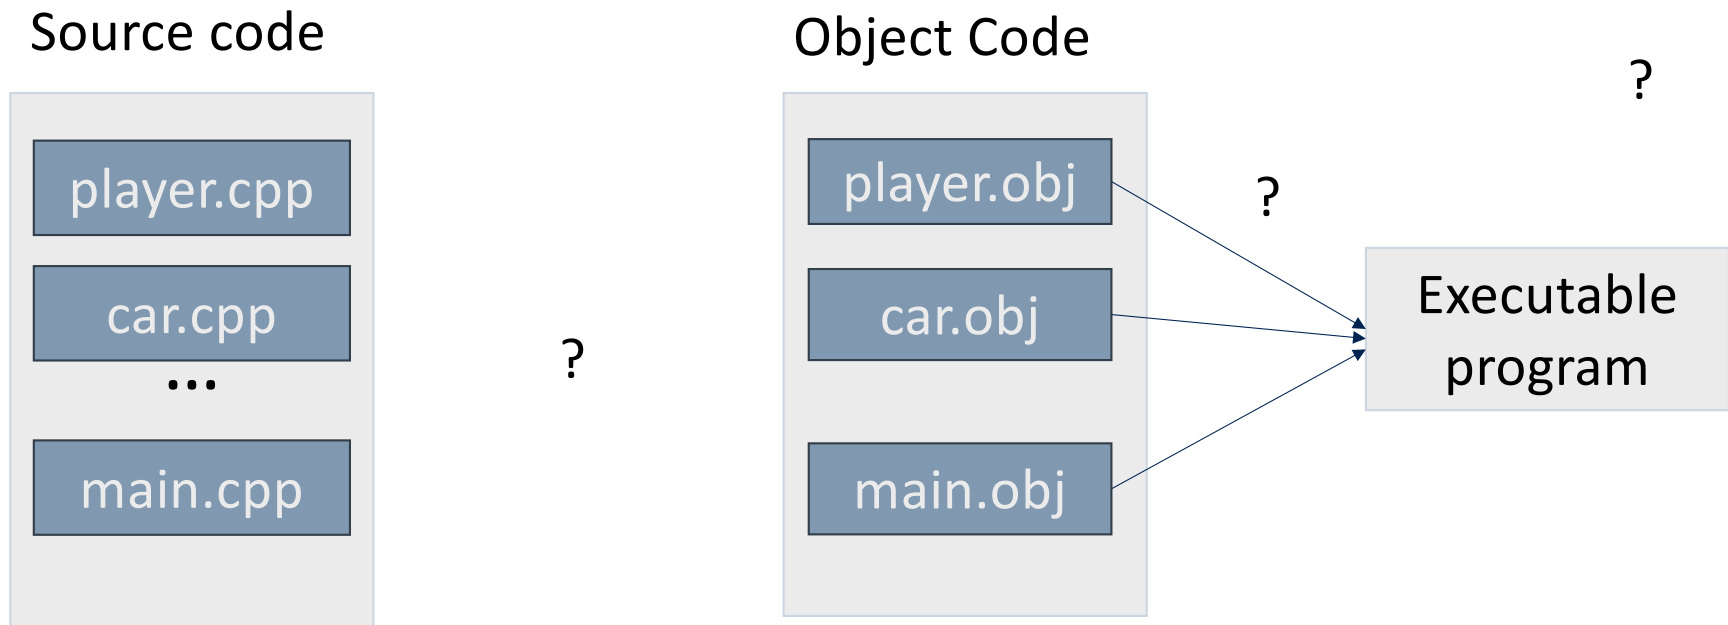 Source code
player.cpp
car.cpp
...
main.cpp
?
Object Code
player.obj
car.obj
main.obj
?
?
Executable
program